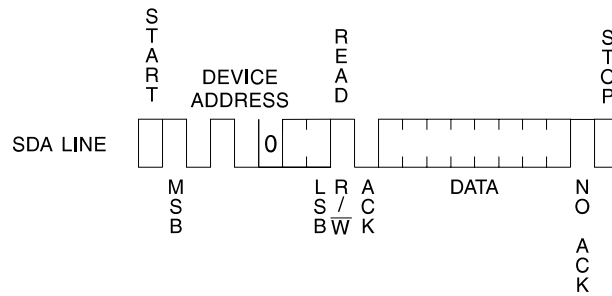 START
READ
STOP
DEVICE
ADDRESS
SDA LINE
0
MSB
LSB
R/W
ACK
DATA
NO ACK